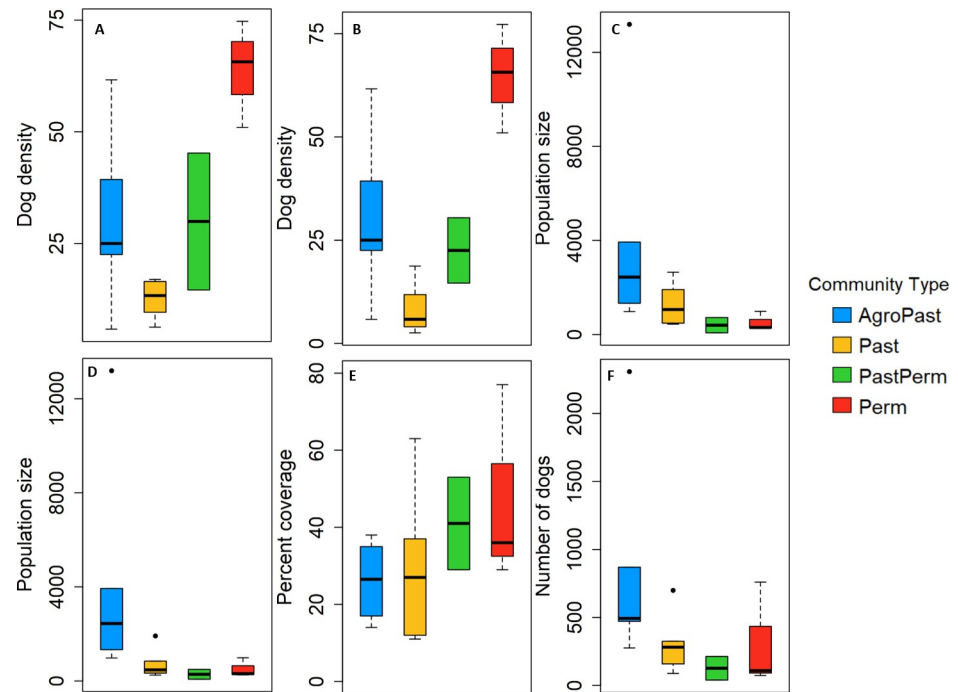 A
Dog density
25
50
75
B
Dog density
0
25
50
75
C
Population size
0
4000
8000
12000
Community Type
AgroPast
Past
PastPerm
Perm
D
Population size
0
4000
8000
12000
E
Percent coverage
0
20
40
60
80
F
Number of dogs
0
500
1000
1500
2000